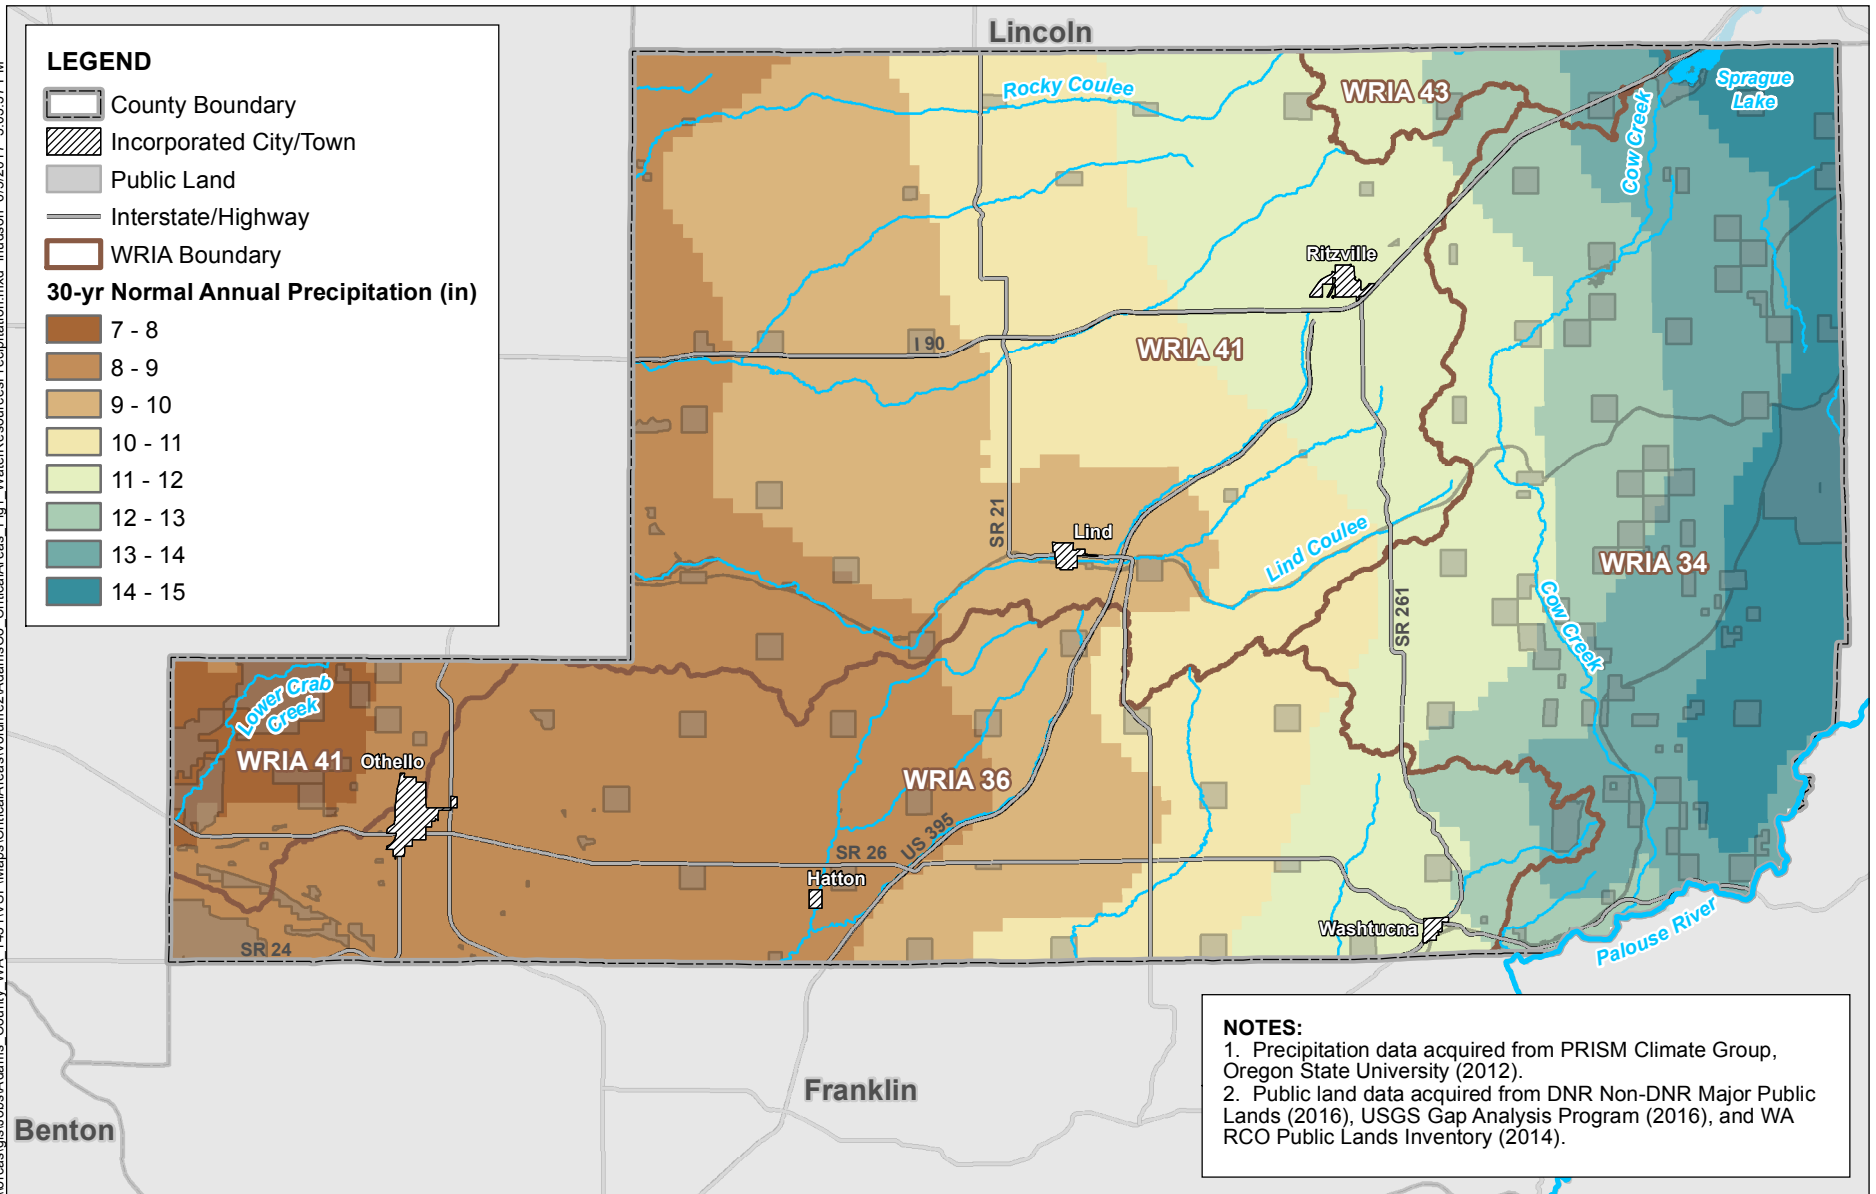 Lincoln
LEGEND
County Boundary
Incorporated City/Town
Public Land
Interstate/Highway
WRIA Boundary
30-yr Normal Annual Precipitation (in)
7 - 8
8 - 9
9 - 10
10 - 11
11 - 12
12 - 13
13 - 14
14 - 15
Rocky Coulee
WRIA 43
Sprague
Lake
Cow Creek
Ritzville
I 90
WRIA 41
SR 21
Lind
Lind Coulee
WRIA 34
Cow Creek
SR 261
Lower Crab
Creek
WRIA 41
Othello
WRIA 36
US 395
SR 26
Hatton
Washtucna
SR 24
Palouse River
Franklin
Benton
NOTES:
1. Precipitation data acquired from PRISM Climate Group,
Oregon State University (2012).
2. Public land data acquired from DNR Non-DNR Major Public
Lands (2016), USGS Gap Analysis Program (2016), and WA
RCO Public Lands Inventory (2014).